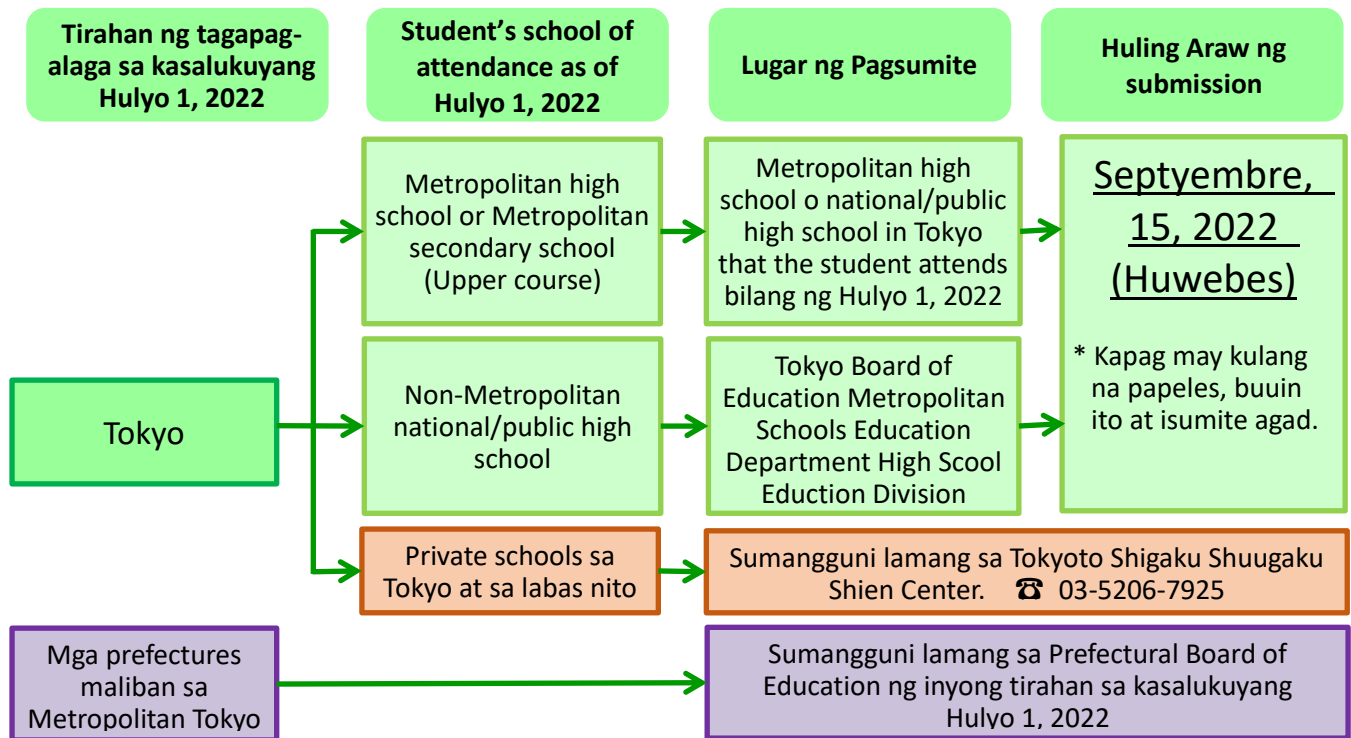 Tirahan ng tagapag-
alaga sa kasalukuyang
Hulyo 1, 2022
Student's school of
attendance as of
Hulyo 1, 2022
Lugar ng Pagsumite
Huling Araw ng
submission
Tokyo
Metropolitan high
school or Metropolitan
secondary school
(Upper course)
Metropolitan high
school o national/public
high school in Tokyo
that the student attends
bilang ng Hulyo 1, 2022
Septyembre,
15, 2022
(Huwebes)
* Kapag may kulang
na papeles, buuin
ito at isumite agad.
Non-Metropolitan
national/public high
school
Tokyo Board of
Education Metropolitan
Schools Education
Department High Scool
Eduction Division
Private schools sa
Tokyo at sa labas nito
Sumangguni lamang sa Tokyoto Shigaku Shuugaku
Shien Center. ☎ 03-5206-7925
Mga prefectures
maliban sa
Metropolitan Tokyo
Sumangguni lamang sa Prefectural Board of
Education ng inyong tirahan sa kasalukuyang
Hulyo 1, 2022